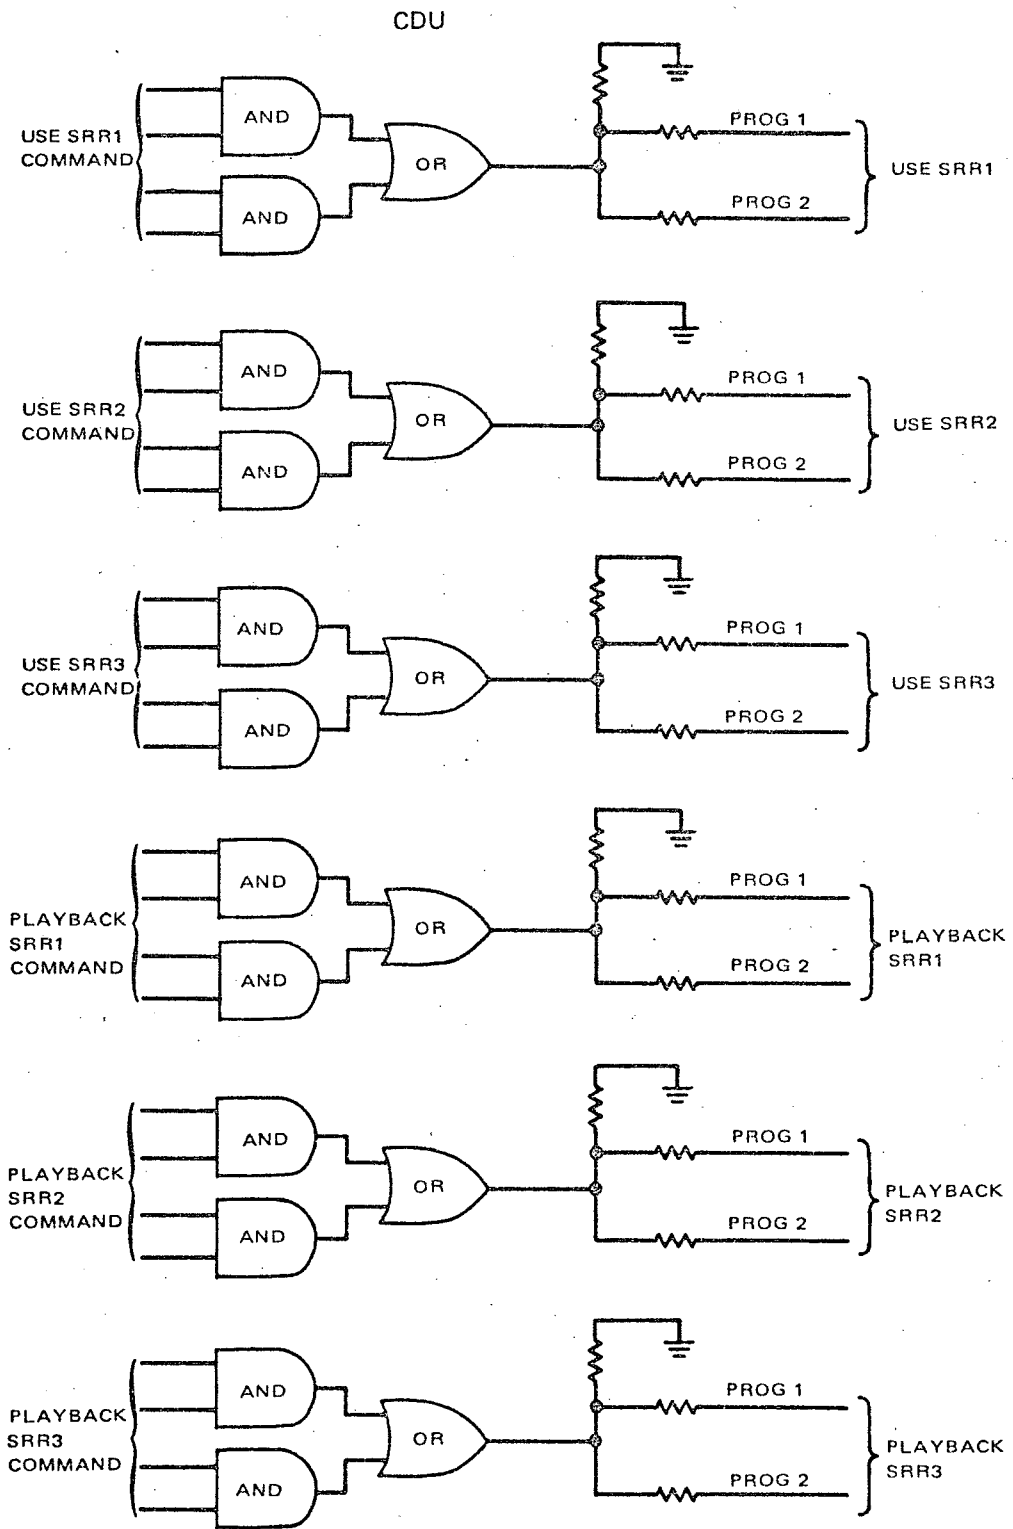 CDU
USE SRR1
COMMAND
AND
AND
OR
PROG 1
PROG 2
USE SRR1
USE SRR2
COMMAND
AND
AND
OR
PROG 1
PROG 2
USE SRR2
USE SRR3
COMMAND
AND
AND
OR
PROG 1
PROG 2
USE SRR3
PLAYBACK
SRR1
COMMAND
AND
AND
OR
PROG 1
PROG 2
PLAYBACK
SRR1
PLAYBACK
SRR2
COMMAND
AND
AND
OR
PROG 1
PROG 2
PLAYBACK
SRR2
PLAYBACK
SRR3
COMMAND
AND
AND
OR
PROG 1
PROG 2
PLAYBACK
SRR3